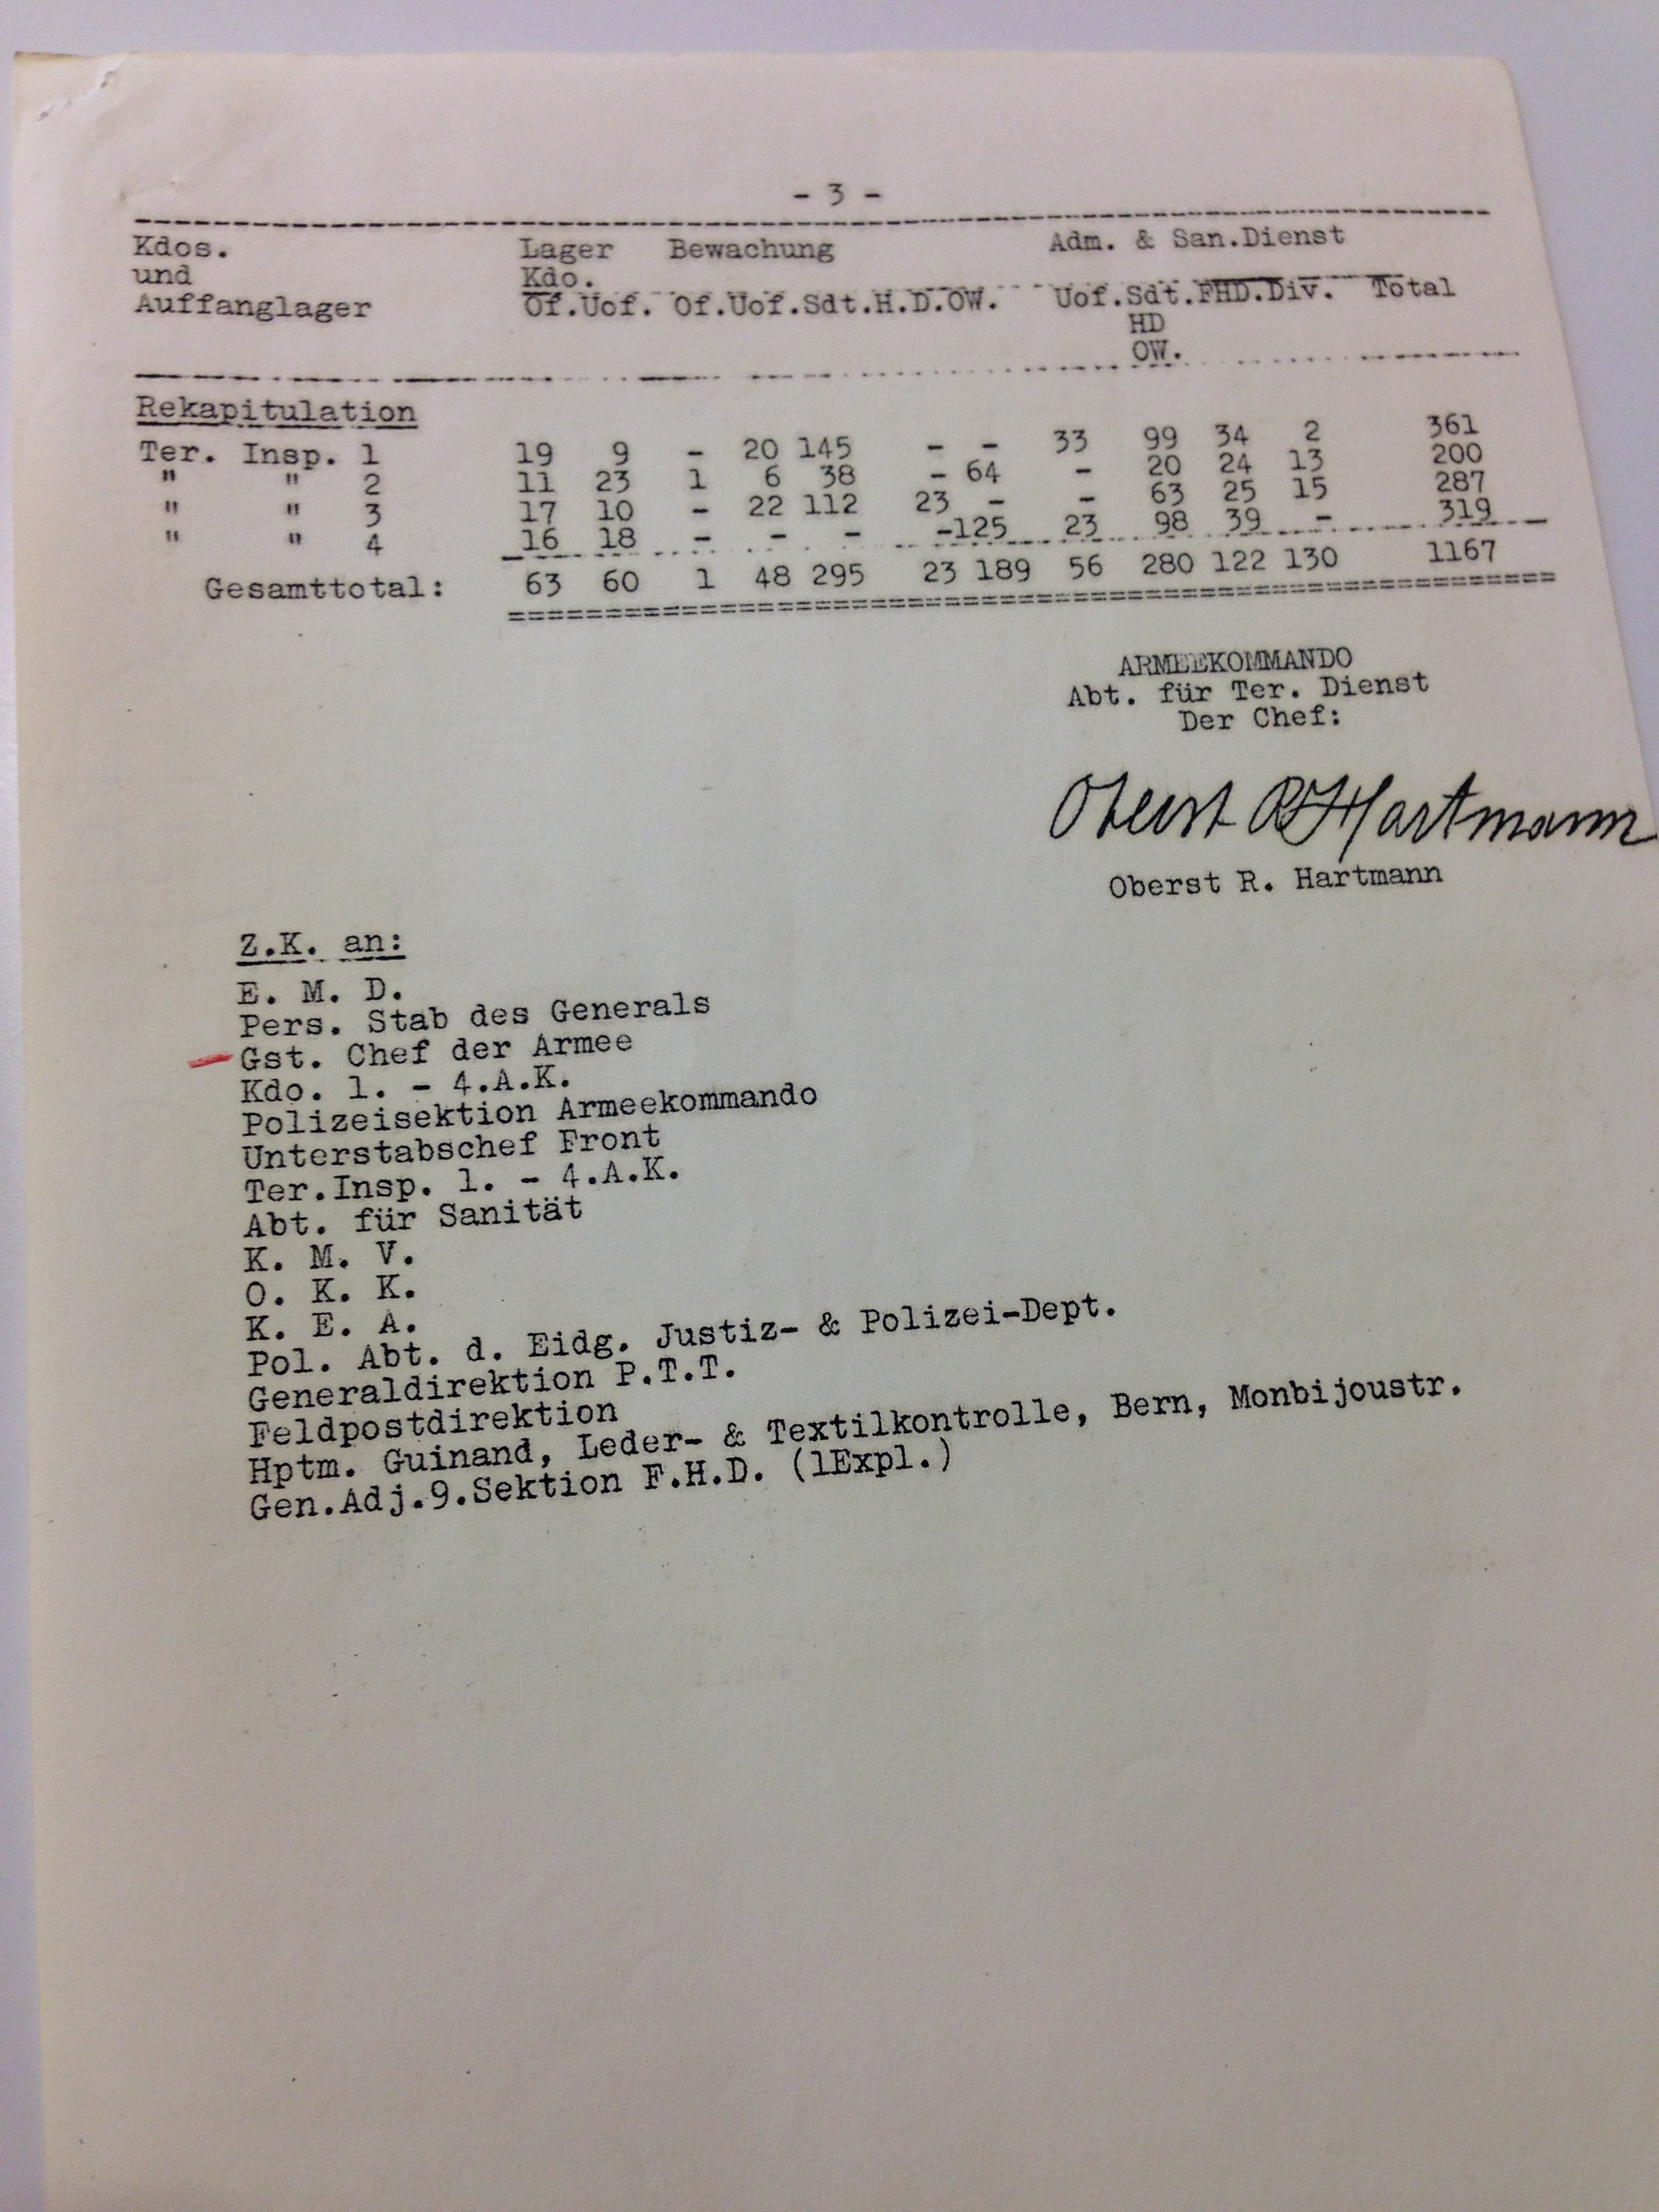 - 3 -
Kdos. Lager Bewachung Adm. & San.Dienst
und Kdo.
Auffanglager Of.Uof. Of.Uof.Sdt.H.D.OW. Uof.Sdt.FHD.Div. Total
HD
OW.
Rekapitulation
Ter. Insp. 1 19 9 - 20 145 - - 33 99 34 2 361
" " 2 11 23 1 6 38 - 64 - 20 24 13 200
" " 3 17 10 - 22 112 23 - - 63 25 15 287
" " 4 16 18 - - - -125 23 98 39 - 319
Gesamttotal: 63 60 1 48 295 23 189 56 280 122 130 1167
ARMEEKOMMANDO
Abt. für Ter. Dienst
Der Chef:
Oberst R Hartmann
Oberst R. Hartmann
Z.K. an:
E. M. D.
Pers. Stab des Generals
Gst. Chef der Armee
Kdo. 1. - 4.A.K.
Polizeisektion Armeekommando
Unterstabschef Front
Ter.Insp. 1. - 4.A.K.
Abt. für Sanität
K. M. V.
O. K. K.
K. E. A.
Pol. Abt. d. Eidg. Justiz- & Polizei-Dept.
Generaldirektion P.T.T.
Feldpostdirektion
Hptm. Guinand, Leder- & Textilkontrolle, Bern, Monbijoustr.
Gen.Adj.9.Sektion F.H.D. (1Expl.)